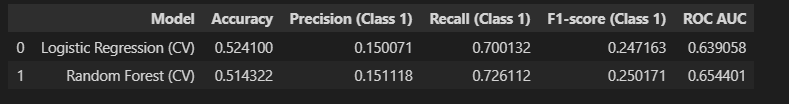 Model Accuracy Precision (Class 1) Recall (Class 1) F1-score (Class 1) ROC AUC
0 Logistic Regression (CV) 0.524100 0.150071 0.700132 0.247163 0.639058
1 Random Forest (CV) 0.514322 0.151118 0.726112 0.250171 0.654401